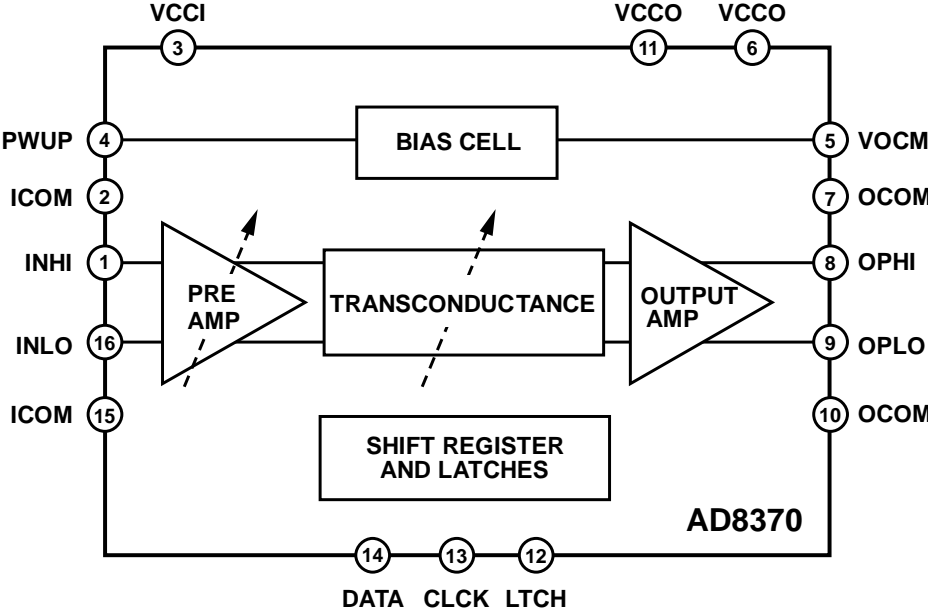 VCCI VCCO VCCO
3 11 6
PWUP 4 BIAS CELL 5 VOCM
ICOM 2 7 OCOM
INHI 1 8 OPHI
PRE AMP
TRANSCONDUCTANCE
OUTPUT AMP
INLO 16 9 OPLO
ICOM 15 10 OCOM
SHIFT REGISTER
AND LATCHES
AD8370
14 13 12
DATA CLCK LTCH